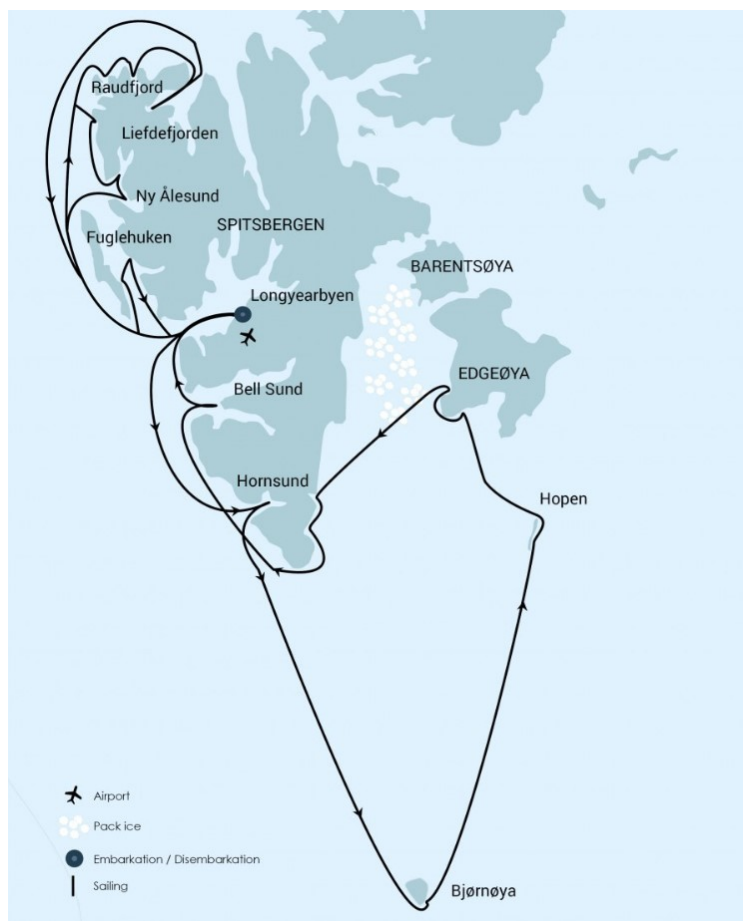 Raudfjord
Liefdefjorden
Ny Ålesund
SPITSBERGEN
Fuglehuken
BARENTSØYA
Longyearbyen
EDGEØYA
Bell Sund
Hornsund
Hopen
Airport
Pack ice
Embarkation / Disembarkation
Sailing
Bjørnøya